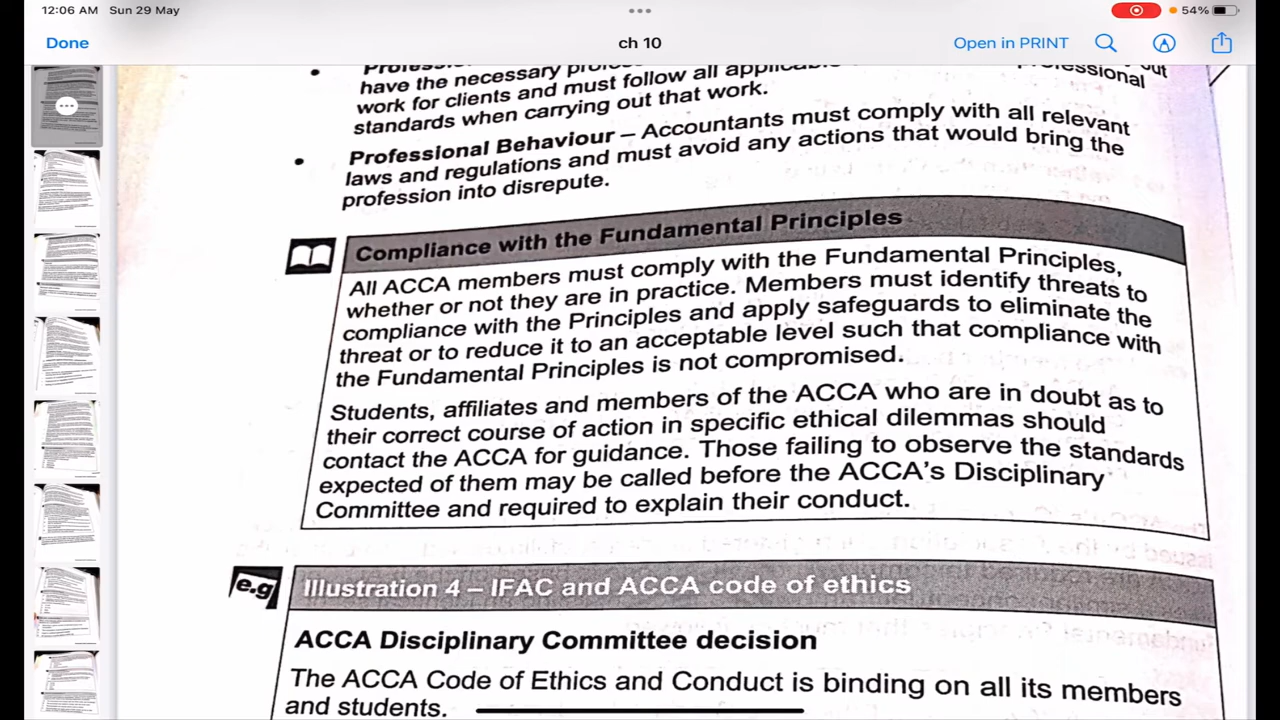 12:06 AM Sun 29 May
54%
Done
ch 10
Open in PRINT
have the necessary
work for clients and must follow all applicable
standards when carrying out that work.
Professional Behaviour – Accountants must comply with all relevant
laws and regulations and must avoid any actions that would bring the
profession into disrepute.
Compliance with the Fundamental Principles
All ACCA members must comply with the Fundamental Principles,
whether or not they are in practice. Members must identify threats to
compliance with the Principles and apply safeguards to eliminate the
threat or to reduce it to an acceptable level such that compliance with
the Fundamental Principles is not compromised.
Students, affiliates and members of the ACCA who are in doubt as to
their correct course of action in specific ethical dilemmas should
contact the ACCA for guidance. Those failing to observe the standards
expected of them may be called before the ACCA's Disciplinary
Committee and required to explain their conduct.
e.g
Illustration 4 – IFAC and ACCA code of ethics
ACCA Disciplinary Committee decision
The ACCA Code of Ethics and Conduct is binding on all its members
and students.